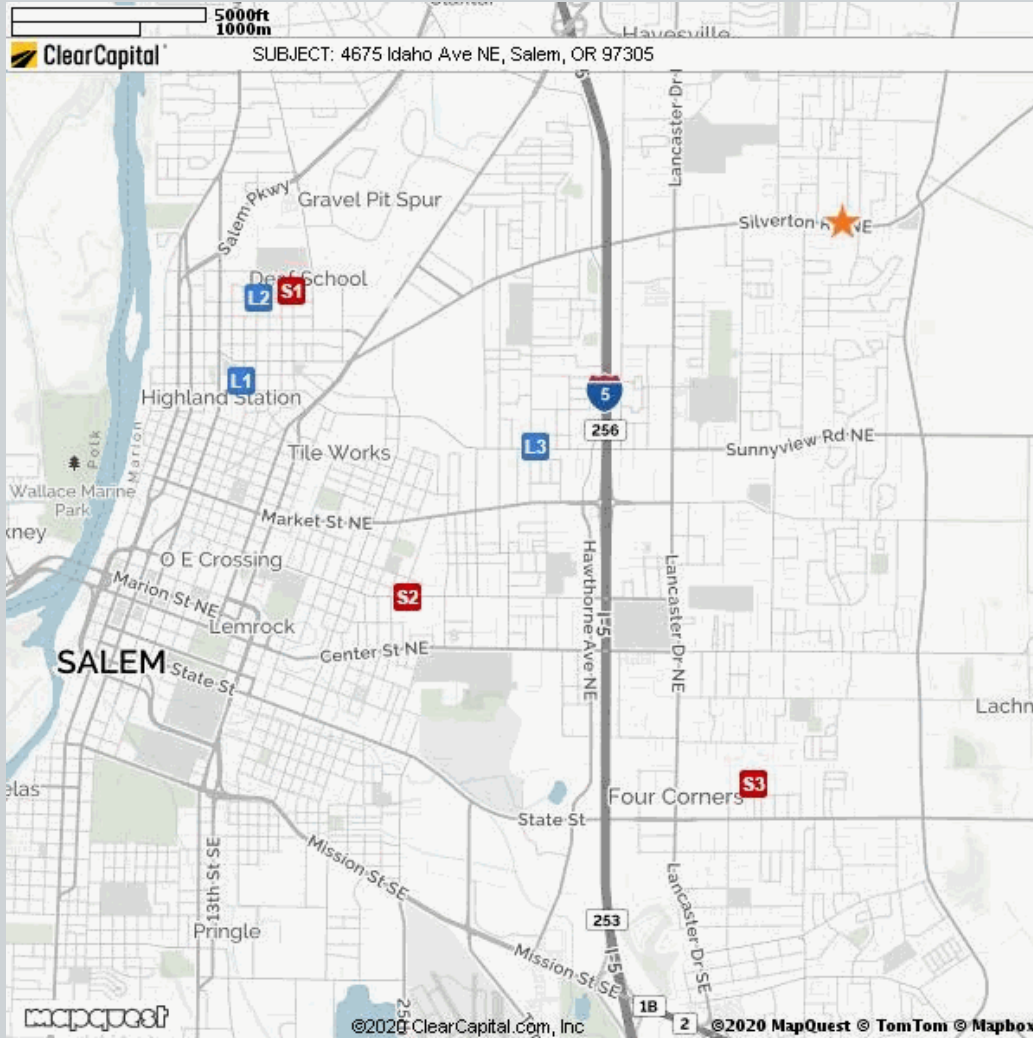 5000ft
1000m
ClearCapital
SUBJECT: 4675 Idaho Ave NE, Salem, OR 97305
Hayesville
Lancaster Dr
Salem Pkwy
Gravel Pit Spur
Silverton NE
Deaf School
L2
S1
L1
Highland Station
5
256
L3
Sunnyview Rd NE
Polk
Marion
Tile Works
Wallace Marine
Park
Market St NE
O E Crossing
Marion St NE
S2
Hawthorne Ave NE
I-5
Lancaster Dr NE
Lemrock
Center St NE
SALEM
State St
S3
Four Corners
State St
Mission St SE
13th St SE
Lancaster Dr SE
Pringle
253
Mission St SE
I-5
1B
2
mapquest
©2020 ClearCapital.com, Inc
©2020 MapQuest © TomTom © Mapbox